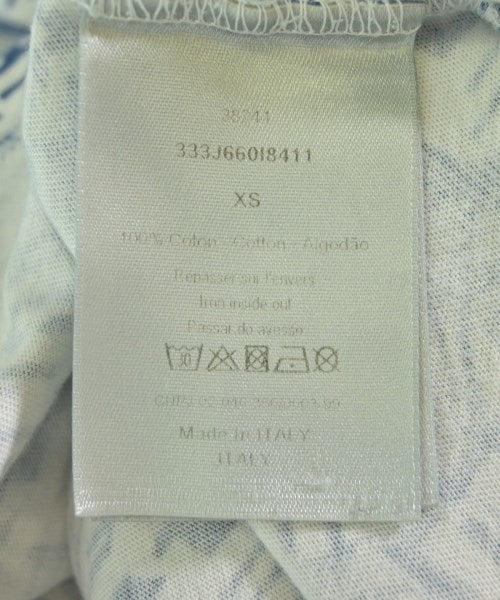 333J660I8411
XS
100% Coton - Cotton - Algodão
Repasser sur l'envers
Iron inside out
Passar do avesso
30
Made In ITALY
ITALY